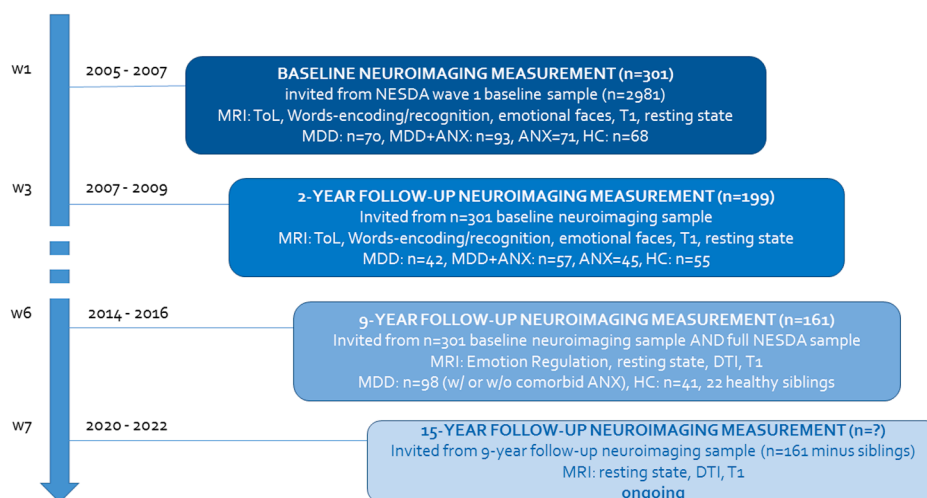 w1
2005 - 2007
BASELINE NEUROIMAGING MEASUREMENT (n=301)
invited from NESDA wave 1 baseline sample (n=2981)
MRI: ToL, Words-encoding/recognition, emotional faces, T1, resting state
MDD: n=70, MDD+ANX: n=93, ANX=71, HC: n=68
w3
2007 - 2009
2-YEAR FOLLOW-UP NEUROIMAGING MEASUREMENT (n=199)
Invited from n=301 baseline neuroimaging sample
MRI: ToL, Words-encoding/recognition, emotional faces, T1, resting state
MDD: n=42, MDD+ANX: n=57, ANX=45, HC: n=55
w6
2014 - 2016
9-YEAR FOLLOW-UP NEUROIMAGING MEASUREMENT (n=161)
Invited from n=301 baseline neuroimaging sample AND full NESDA sample
MRI: Emotion Regulation, resting state, DTI, T1
MDD: n=98 (w/ or w/o comorbid ANX), HC: n=41, 22 healthy siblings
w7
2020 - 2022
15-YEAR FOLLOW-UP NEUROIMAGING MEASUREMENT (n=?)
Invited from 9-year follow-up neuroimaging sample (n=161 minus siblings)
MRI: resting state, DTI, T1
ongoing